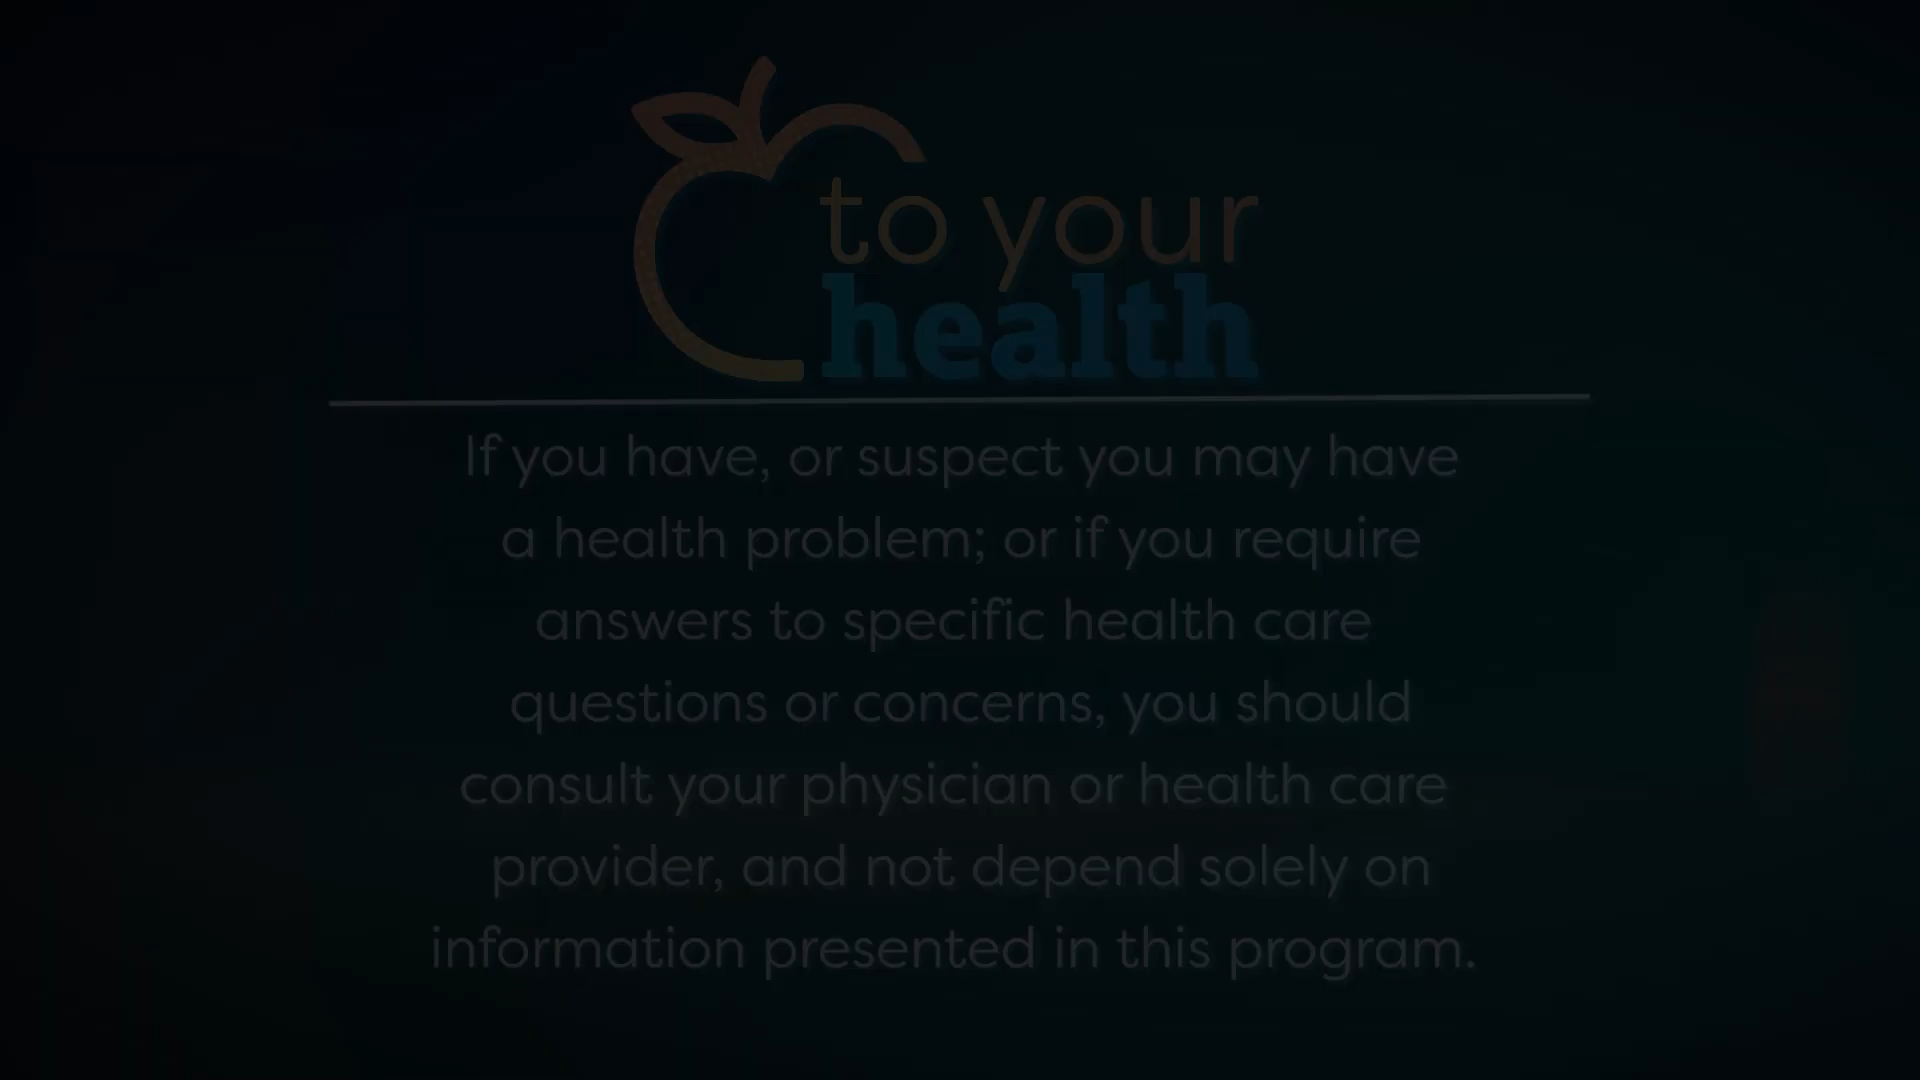 to your
health
If you have, or suspect you may have
a health problem; or if you require
answers to specific health care
questions or concerns, you should
consult your physician or health care
provider, and not depend solely on
information presented in this program.